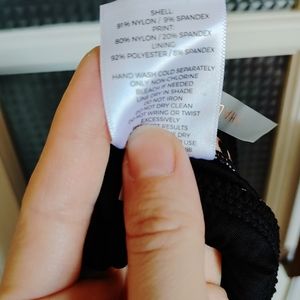 SHELL:
91% NYLON / 9% SPANDEX
PRINT:
80% NYLON / 20% SPANDEX
LINING:
92% POLYESTER / 8% SPANDEX
HAND WASH COLD SEPARATELY
ONLY NON-CHLORINE
BLEACH IF NEEDED
LINE DRY IN SHADE
DO NOT IRON
DO NOT DRY CLEAN
DO NOT WRING OR TWIST
EXCESSIVELY
RESULTS
DRY
USE